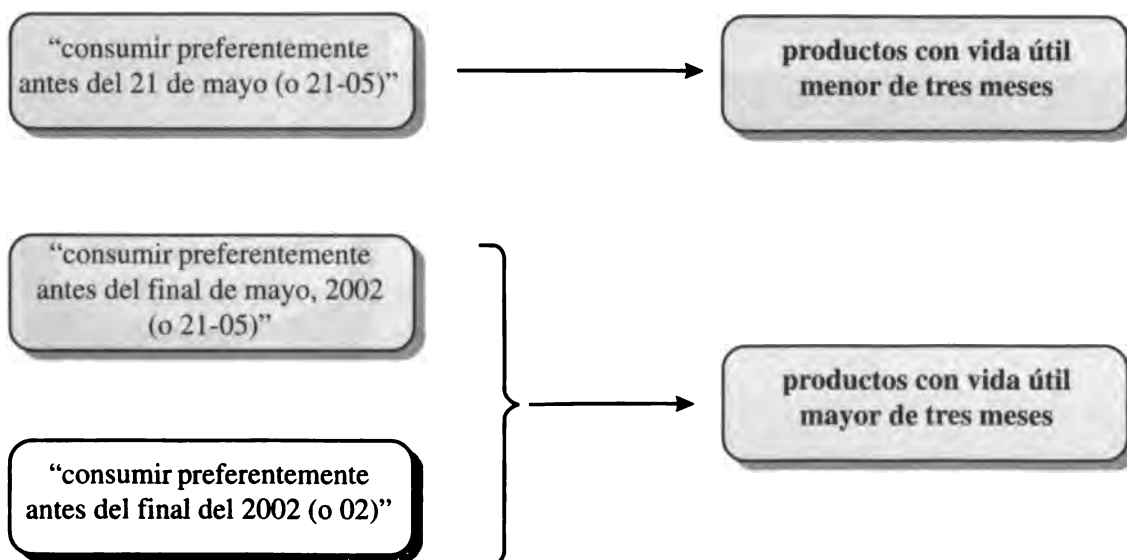 “consumir preferentemente
antes del 21 de mayo (o 21-05)”
productos con vida útil
menor de tres meses
“consumir preferentemente
antes del final de mayo, 2002
(o 21-05)”
productos con vida útil
mayor de tres meses
“consumir preferentemente
antes del final del 2002 (o 02)”